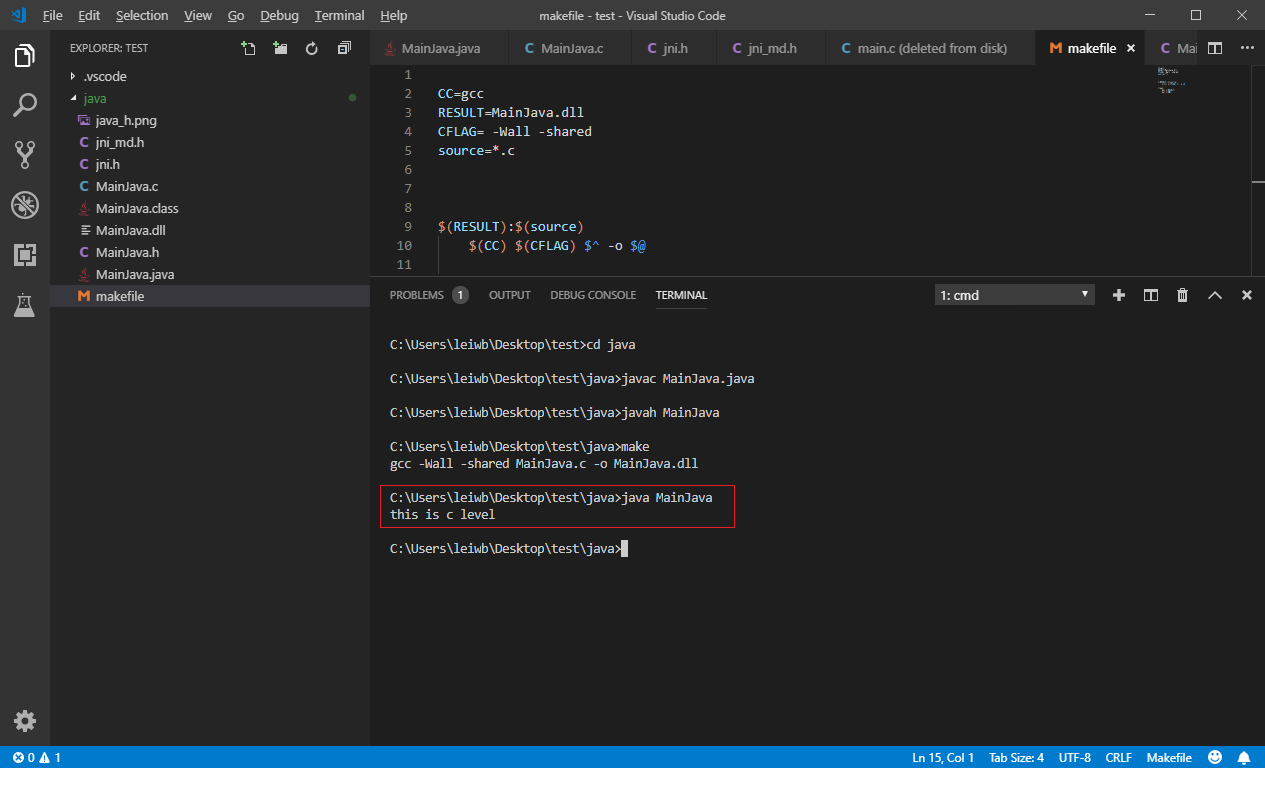 File Edit Selection View Go Debug Terminal Help makefile - test - Visual Studio Code
EXPLORER: TEST
MainJava.java C MainJava.c C jni.h C jni_md.h C main.c (deleted from disk) M makefile × C Mai
.vscode
java
java_h.png
C jni_md.h
C jni.h
C MainJava.c
MainJava.class
MainJava.dll
C MainJava.h
MainJava.java
M makefile
1
2 CC=gcc
3 RESULT=MainJava.dll
4 CFLAG= -Wall -shared
5 source=*.c
6
7
8
9 $(RESULT):$(source)
10 $(CC) $(CFLAG) $^ -o $@
11
PROBLEMS 1 OUTPUT DEBUG CONSOLE TERMINAL 1: cmd
C:\Users\leiwb\Desktop\test>cd java
C:\Users\leiwb\Desktop\test\java>javac MainJava.java
C:\Users\leiwb\Desktop\test\java>javah MainJava
C:\Users\leiwb\Desktop\test\java>make
gcc -Wall -shared MainJava.c -o MainJava.dll
C:\Users\leiwb\Desktop\test\java>java MainJava
this is c level
C:\Users\leiwb\Desktop\test\java>
0 1 Ln 15, Col 1 Tab Size: 4 UTF-8 CRLF Makefile